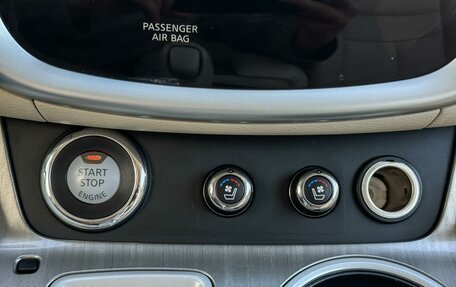 PASSENGER
AIR BAG
START
STOP
ENGINE